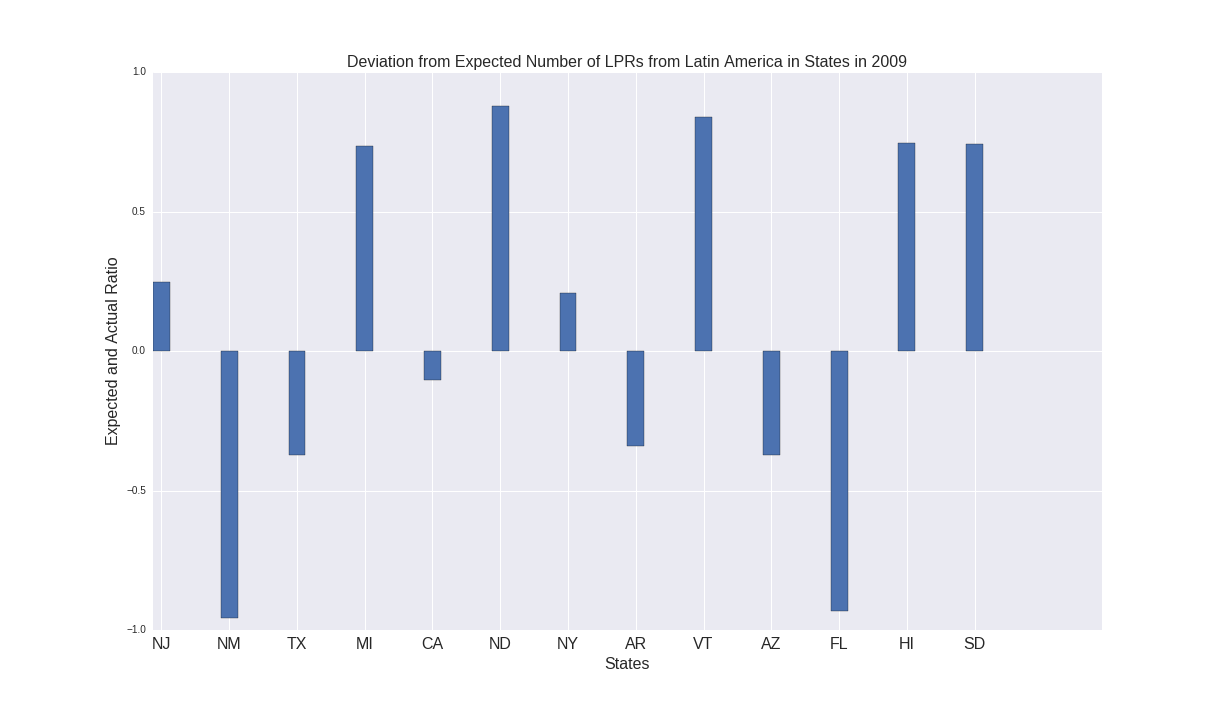 Deviation from Expected Number of LPRs from Latin America in States in 2009
1.0
0.5
0.0
−0.5
−1.0
Expected and Actual Ratio
NJ NM TX MI CA ND NY AR VT AZ FL HI SD
States